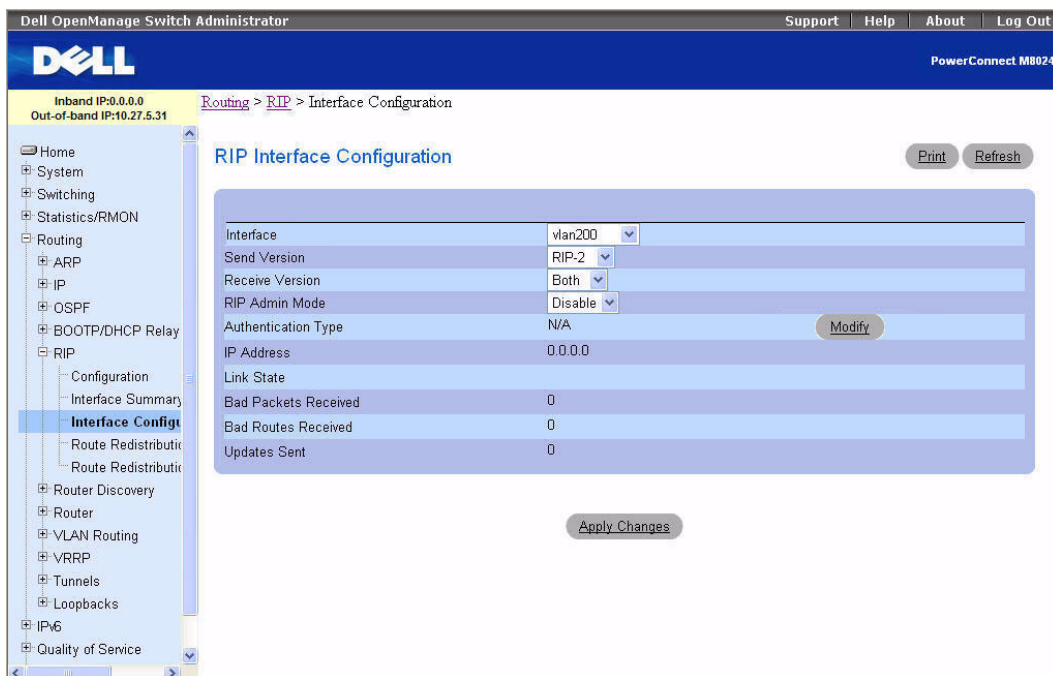 Dell OpenManage Switch Administrator
Support
Help
About
Log Out
DELL
PowerConnect M8024
Inband IP:0.0.0.0
Out-of-band IP:10.27.5.31
Routing > RIP > Interface Configuration
Home
System
Switching
Statistics/RMON
Routing
ARP
IP
OSPF
BOOTP/DHCP Relay
RIP
Configuration
Interface Summary
Interface Configu
Route Redistributic
Route Redistributic
Router Discovery
Router
VLAN Routing
VRRP
Tunnels
Loopbacks
IPv6
Quality of Service
RIP Interface Configuration
Print
Refresh
Interface vlan200
Send Version RIP-2
Receive Version Both
RIP Admin Mode Disable
Authentication Type N/A Modify
IP Address 0.0.0.0
Link State
Bad Packets Received 0
Bad Routes Received 0
Updates Sent 0
Apply Changes